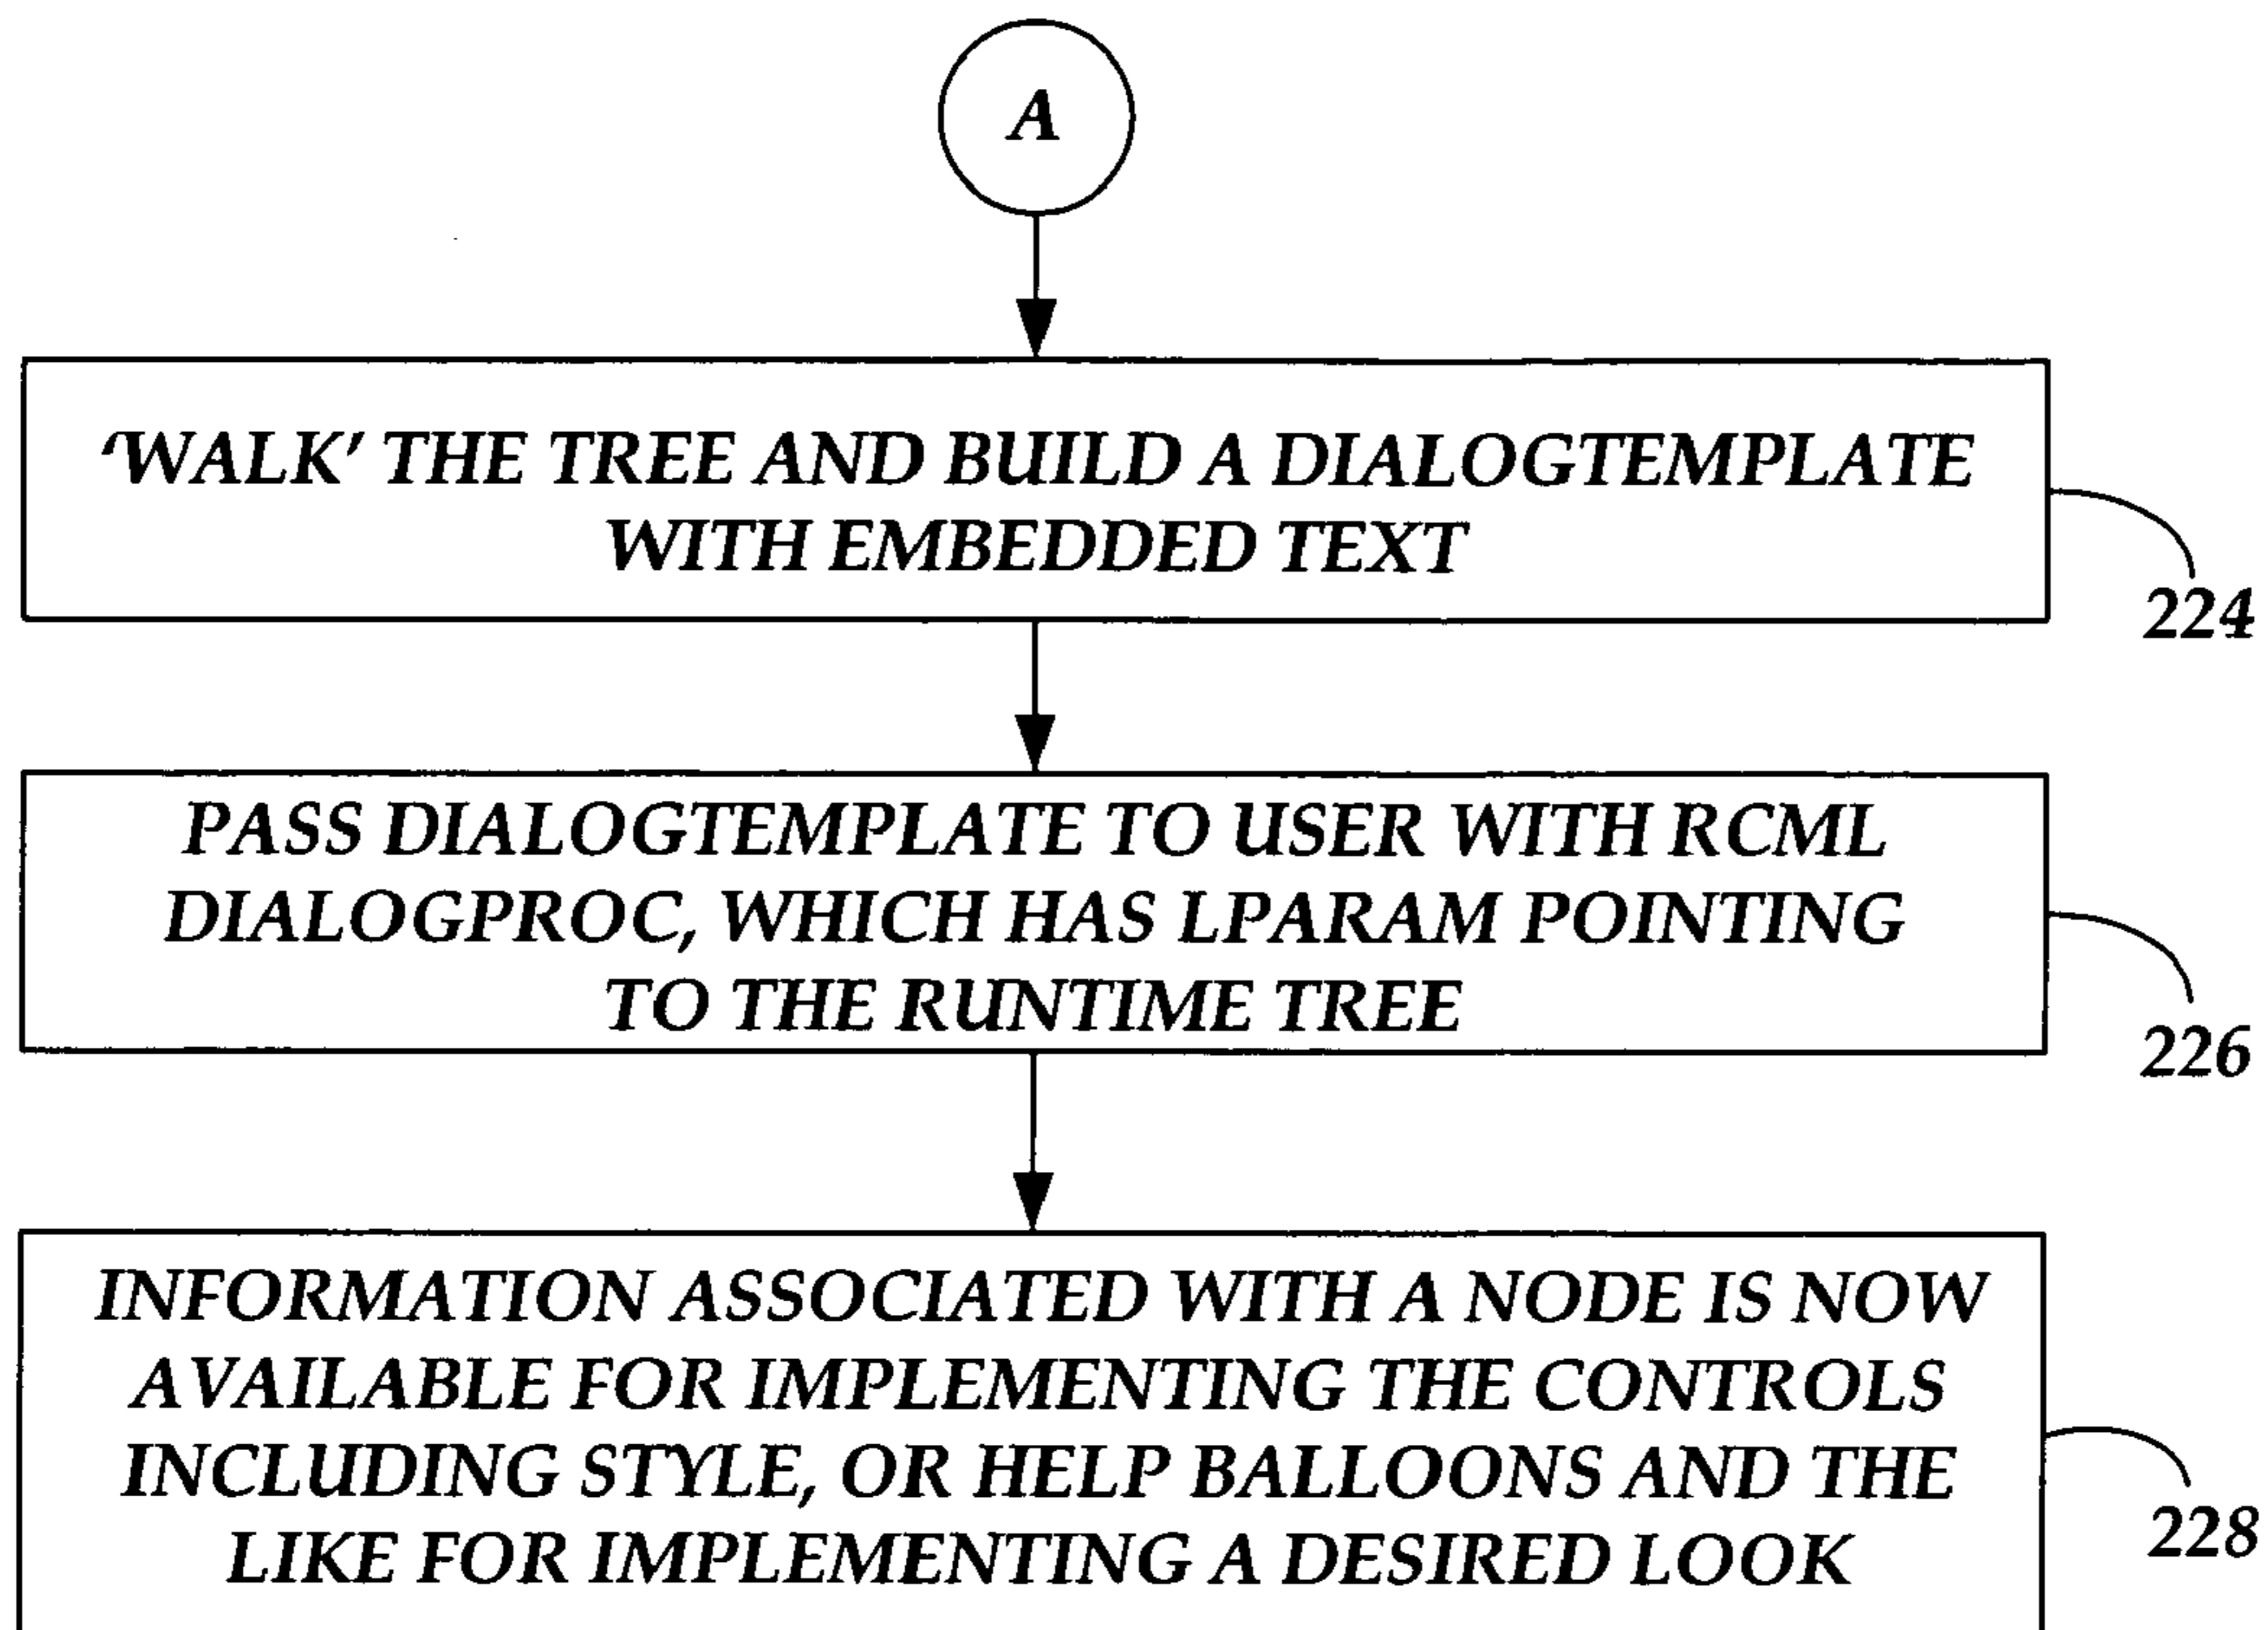 A
‘WALK’ THE TREE AND BUILD A DIALOGTEMPLATE
WITH EMBEDDED TEXT
224
PASS DIALOGTEMPLATE TO USER WITH RCML
DIALOGPROC, WHICH HAS LPARAM POINTING
TO THE RUNTIME TREE
226
INFORMATION ASSOCIATED WITH A NODE IS NOW
AVAILABLE FOR IMPLEMENTING THE CONTROLS
INCLUDING STYLE, OR HELP BALLOONS AND THE
LIKE FOR IMPLEMENTING A DESIRED LOOK
228